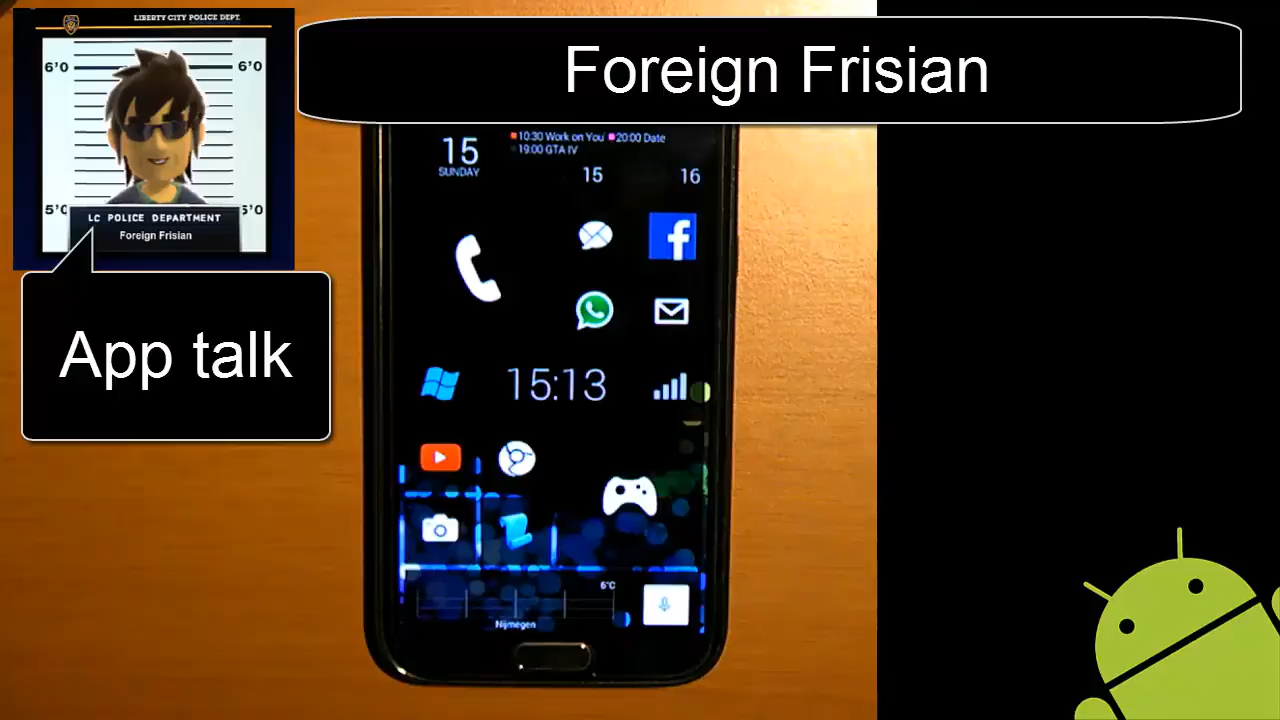 LIBERTY CITY POLICE DEPT.
Foreign Frisian
6'0 6'0
5'0 5'0
LC POLICE DEPARTMENT
Foreign Frisian
App talk
15
SUNDAY
10:30 Work on You 20:00 Date
19:00 GTA IV
15 16
15:13
6°C
Nijmegen